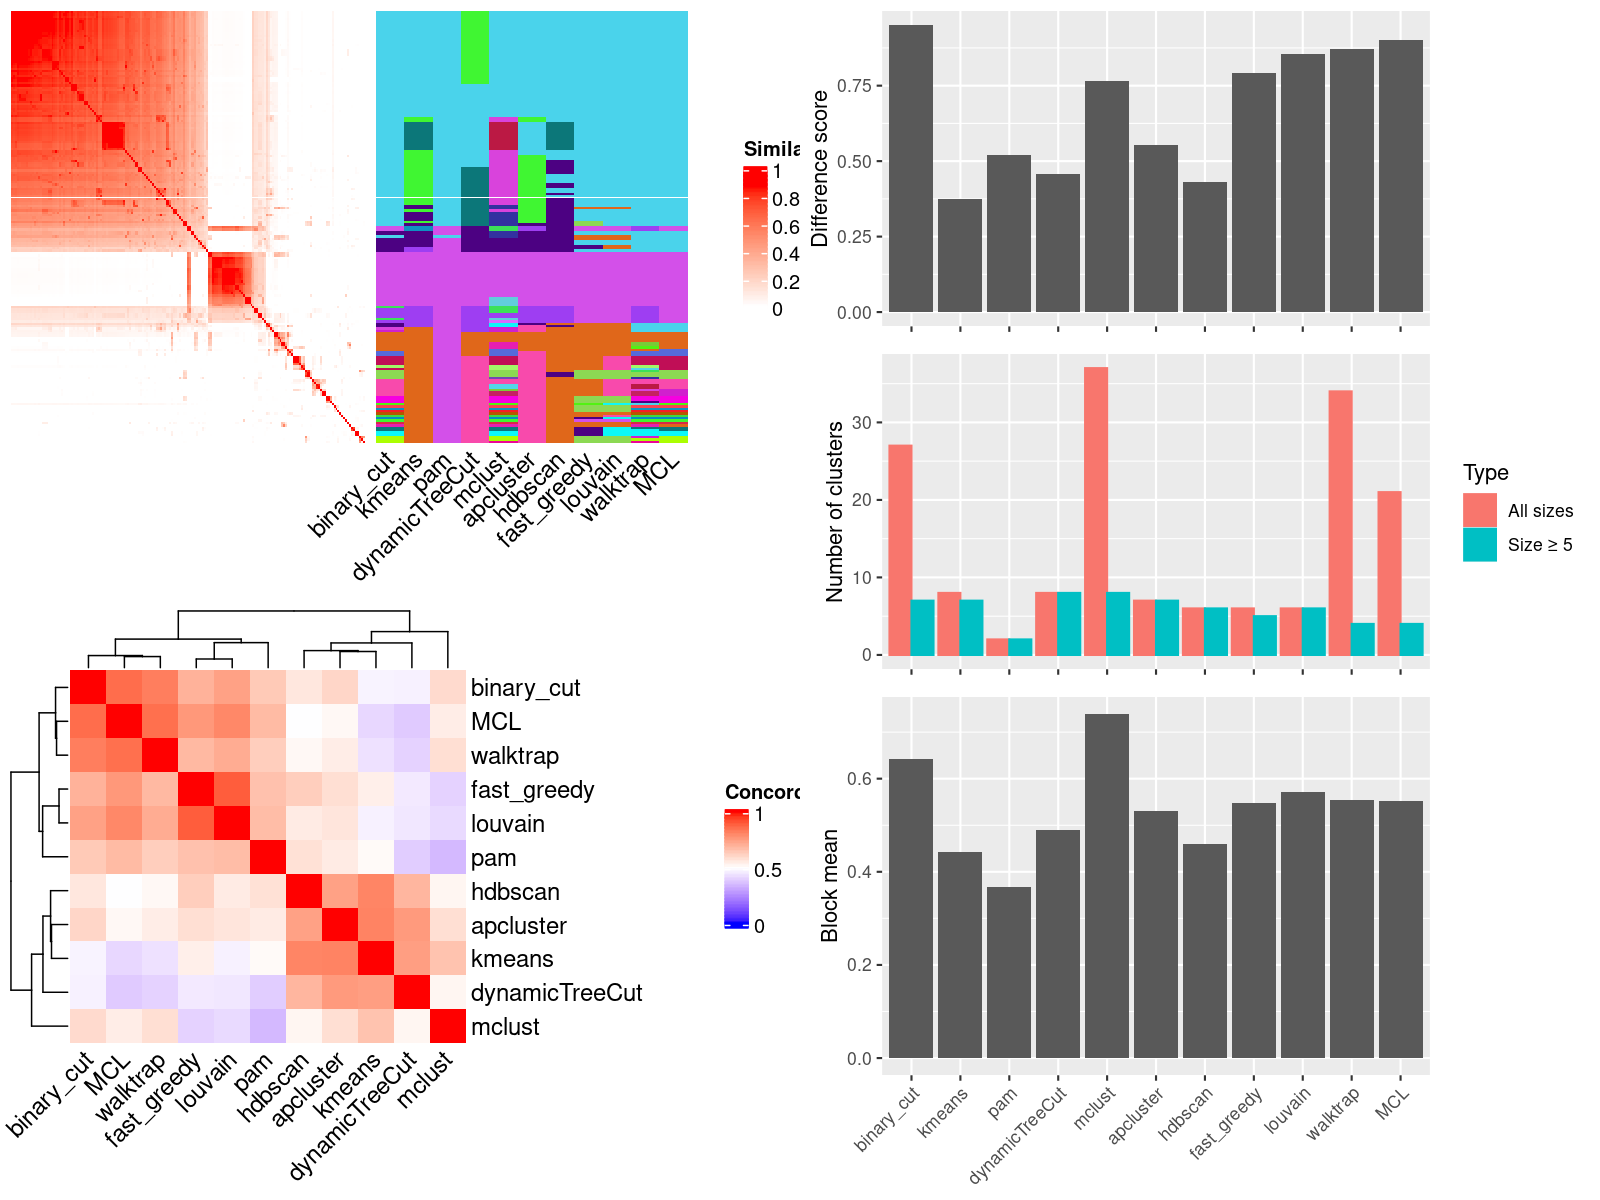 Simila
1
0.8
0.6
0.4
0.2
0
binary_cut
kmeans
pam
dynamicTreeCut
mclust
apcluster
hdbscan
fast_greedy
louvain
walktrap
MCL
Difference score
0.75
0.50
0.25
0.00
Number of clusters
30
20
10
0
Type
All sizes
Size ≥ 5
binary_cut
MCL
walktrap
fast_greedy
louvain
pam
hdbscan
apcluster
kmeans
dynamicTreeCut
mclust
binary_cut
MCL
walktrap
fast_greedy
louvain
pam
hdbscan
apcluster
kmeans
dynamicTreeCut
mclust
Concord
1
0.5
0
Block mean
0.6
0.4
0.2
0.0
binary_cut
kmeans
pam
dynamicTreeCut
mclust
apcluster
hdbscan
fast_greedy
louvain
walktrap
MCL